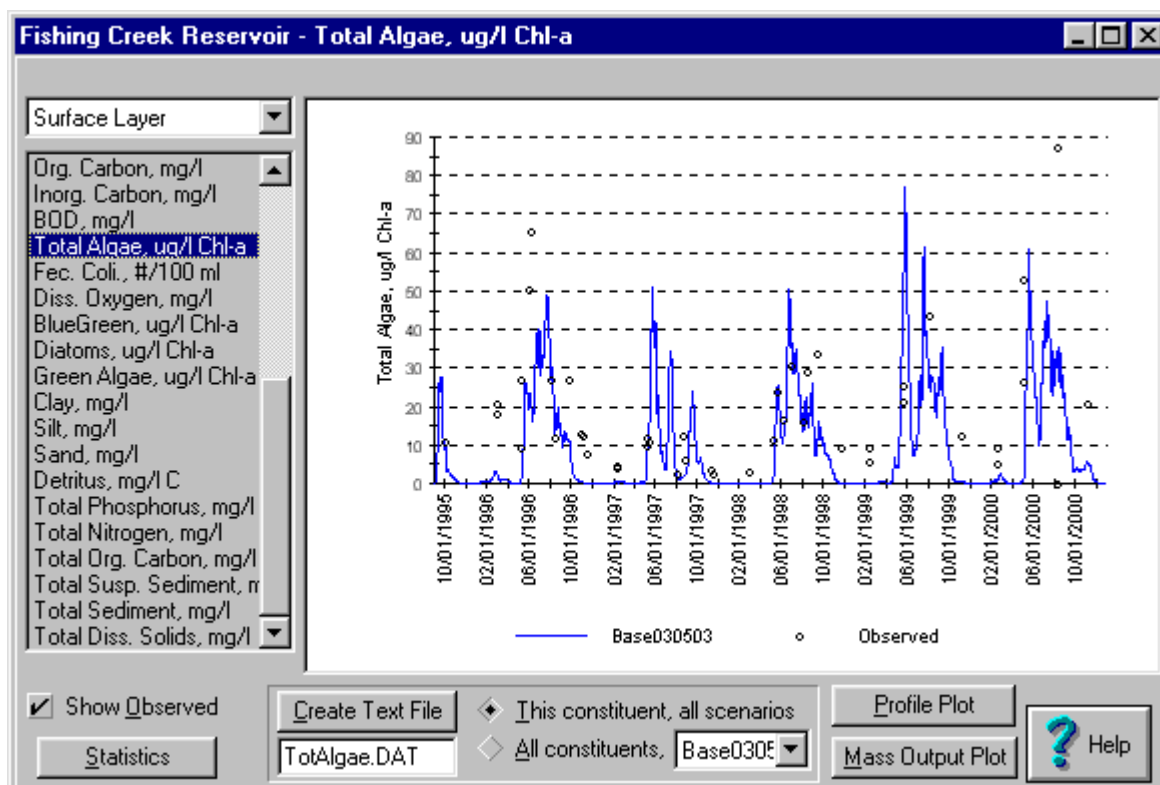 Fishing Creek Reservoir - Total Algae, ug/l Chl-a
Surface Layer
Org. Carbon, mg/l
Inorg. Carbon, mg/l
BOD, mg/l
Total Algae, ug/l Chl-a
Fec. Coli., #/100 ml
Diss. Oxygen, mg/l
BlueGreen, ug/l Chl-a
Diatoms, ug/l Chl-a
Green Algae, ug/l Chl-a
Clay, mg/l
Silt, mg/l
Sand, mg/l
Detritus, mg/l C
Total Phosphorus, mg/l
Total Nitrogen, mg/l
Total Org. Carbon, mg/l
Total Susp. Sediment, m
Total Sediment, mg/l
Total Diss. Solids, mg/l
Total Algae, ug/l Chl-a
90
80
70
60
50
40
30
20
10
0
10/01/1995
02/01/1996
06/01/1996
10/01/1996
02/01/1997
06/01/1997
10/01/1997
02/01/1998
06/01/1998
10/01/1998
02/01/1999
06/01/1999
10/01/1999
02/01/2000
06/01/2000
10/01/2000
Base030503
Observed
Show Observed
Statistics
Create Text File
TotAlgae.DAT
This constituent, all scenarios
All constituents,
Base0305
Profile Plot
Mass Output Plot
? Help